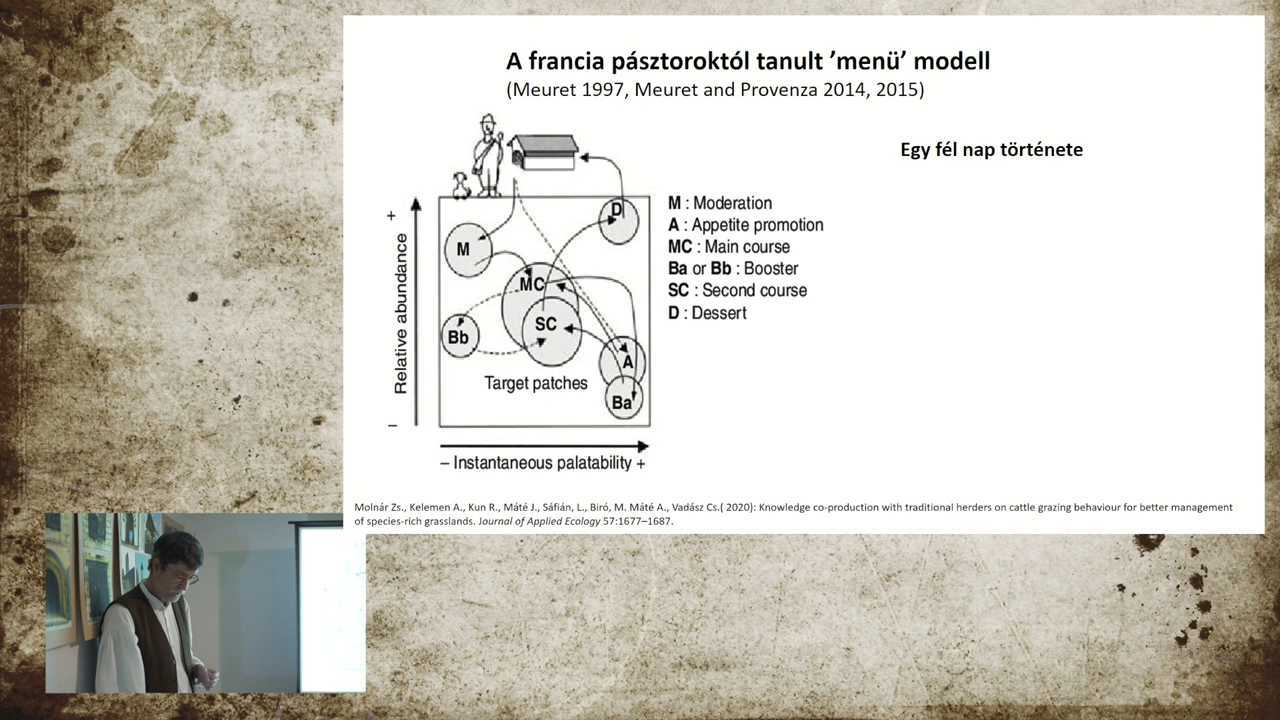 A francia pásztoroktól tanult ’menü’ modell
(Meuret 1997, Meuret and Provenza 2014, 2015)
Egy fél nap története
+
Relative abundance
−
M
MC
SC
Bb
D
A
Ba
Target patches
− Instantaneous palatability +
M : Moderation
A : Appetite promotion
MC : Main course
Ba or Bb : Booster
SC : Second course
D : Dessert
Molnár Zs., Kelemen A., Kun R., Máté J., Sáfián, L., Biró, M. Máté A., Vadász Cs.( 2020): Knowledge co-production with traditional herders on cattle grazing behaviour for better management
of species-rich grasslands. Journal of Applied Ecology 57:1677–1687.